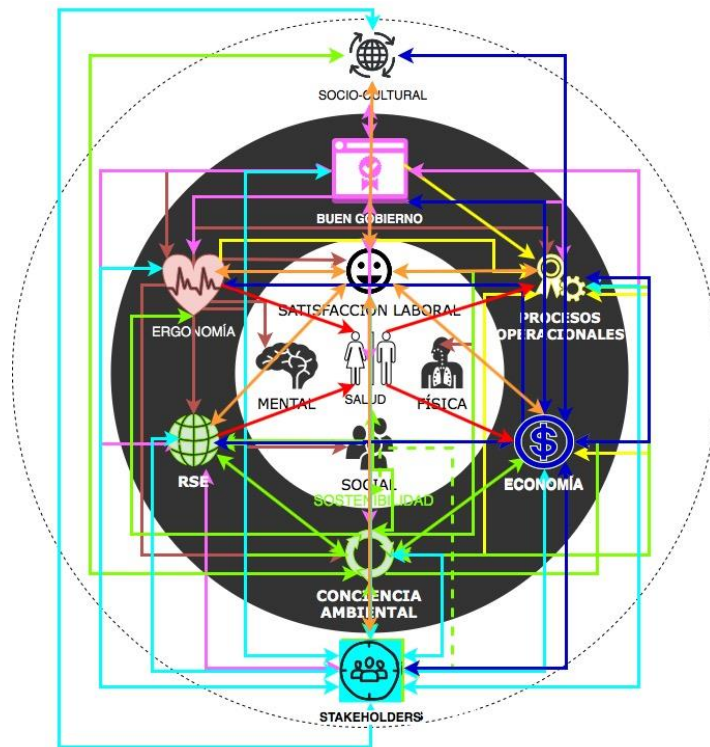 SOCIO-CULTURAL
BUEN GOBIERNO
SATISFACCIÓN LABORAL
ERGONOMÍA
PROCESOS
OPERACIONALES
MENTAL
SALUD
FÍSICA
RSE
SOCIAL
ECONOMÍA
SOSTENIBILIDAD
CONCIENCIA
AMBIENTAL
STAKEHOLDERS